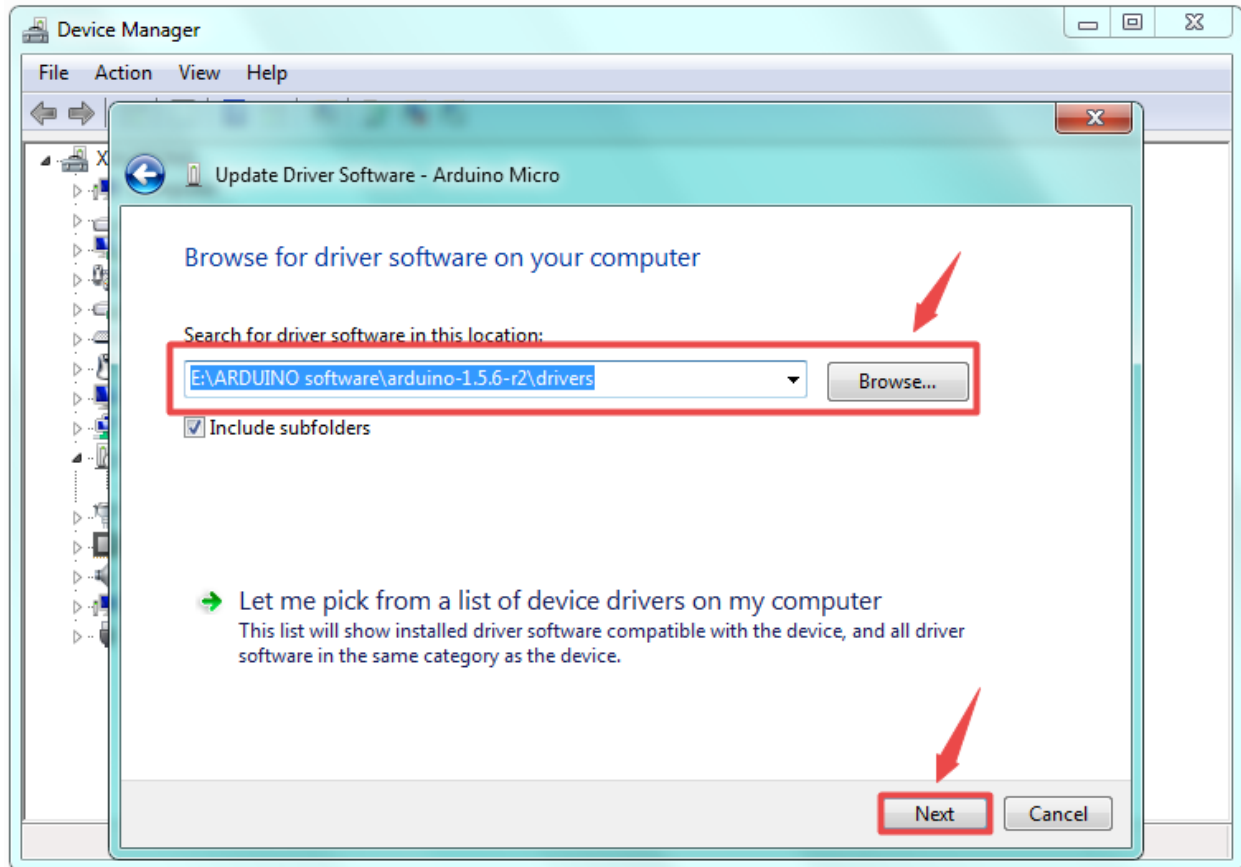 Device Manager
File Action View Help
X
Update Driver Software - Arduino Micro
Browse for driver software on your computer
Search for driver software in this location:
E:\ARDUINO software\arduino-1.5.6-r2\drivers
Browse...
Include subfolders
Let me pick from a list of device drivers on my computer
This list will show installed driver software compatible with the device, and all driver
software in the same category as the device.
Next Cancel